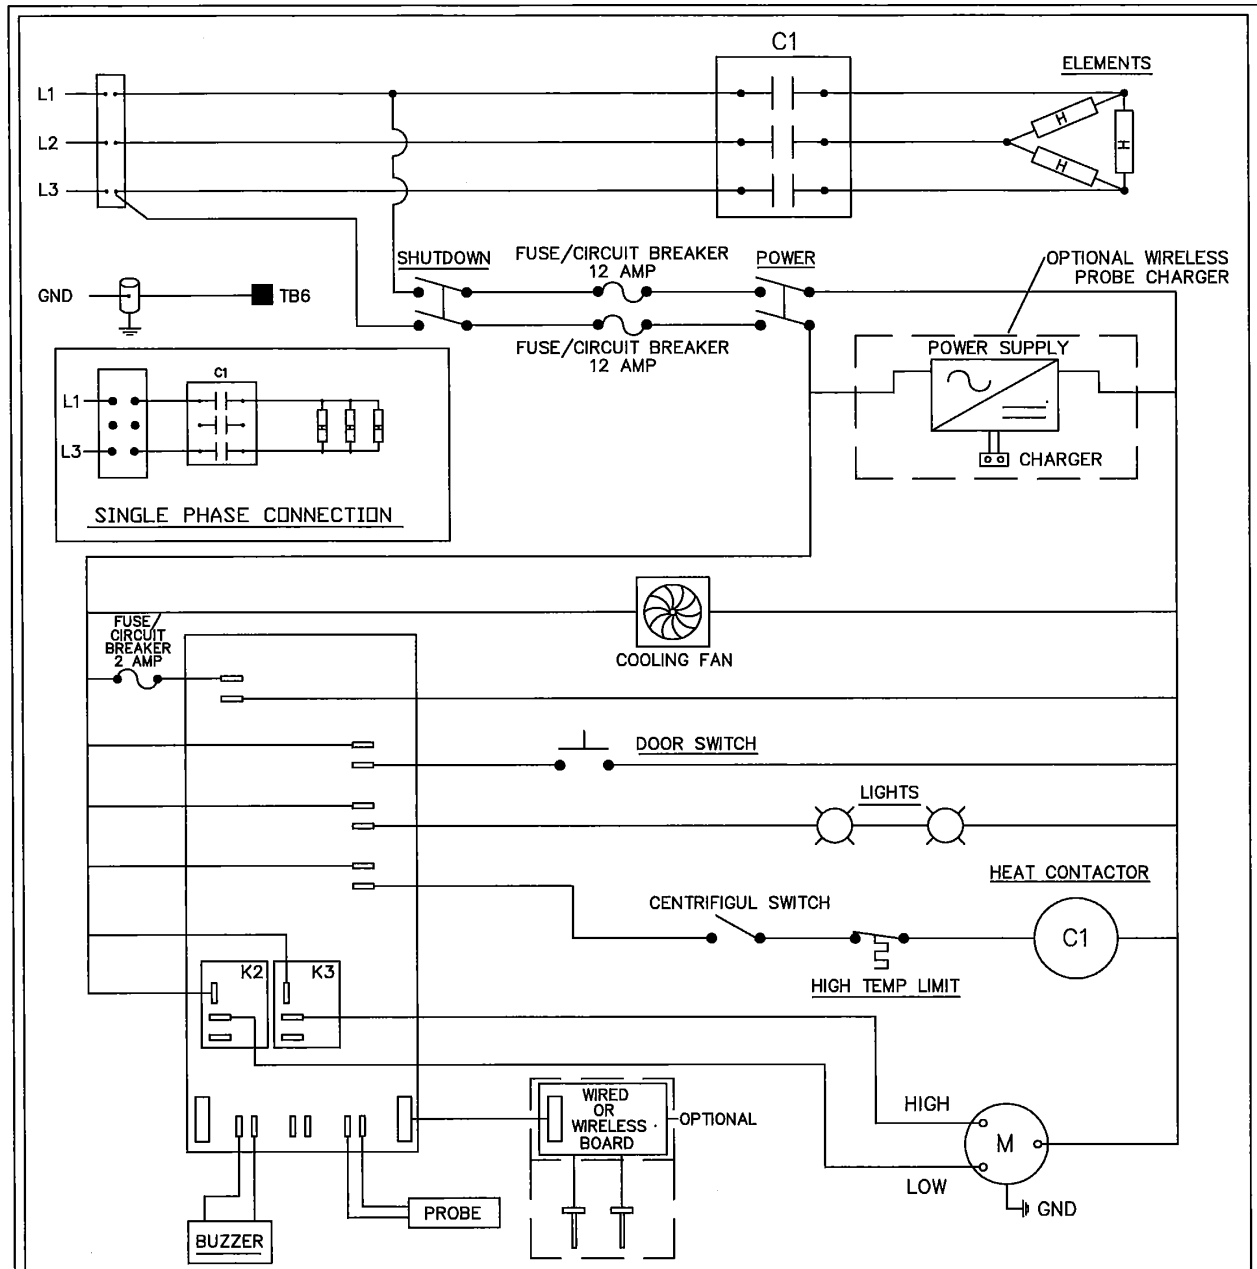 C1
ELEMENTS
L1
L2
L3
H
H
H
SHUTDOWN
FUSE/CIRCUIT BREAKER
12 AMP
POWER
OPTIONAL WIRELESS
PROBE CHARGER
GND
TB6
FUSE/CIRCUIT BREAKER
12 AMP
POWER SUPPLY
CHARGER
C1
L1
L3
H
H
H
SINGLE PHASE CONNECTION
COOLING FAN
FUSE/
CIRCUIT
BREAKER
2 AMP
DOOR SWITCH
LIGHTS
HEAT CONTACTOR
CENTRIFIGUL SWITCH
C1
HIGH TEMP LIMIT
K2
K3
WIRED
OR
WIRELESS
BOARD
OPTIONAL
HIGH
M
LOW
GND
PROBE
BUZZER